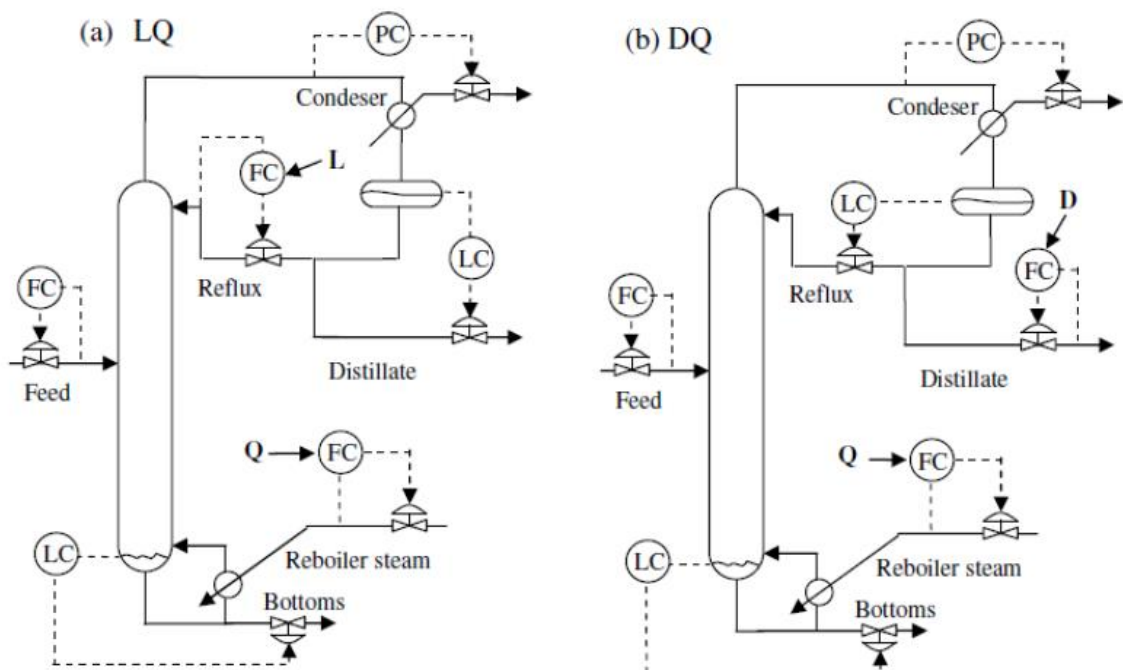 (a) LQ
PC
Condeser
FC
L
LC
Reflux
FC
Feed
Distillate
Q
FC
LC
Reboiler steam
Bottoms
(b) DQ
PC
Condeser
LC
D
FC
Reflux
FC
Feed
Distillate
Q
FC
LC
Reboiler steam
Bottoms